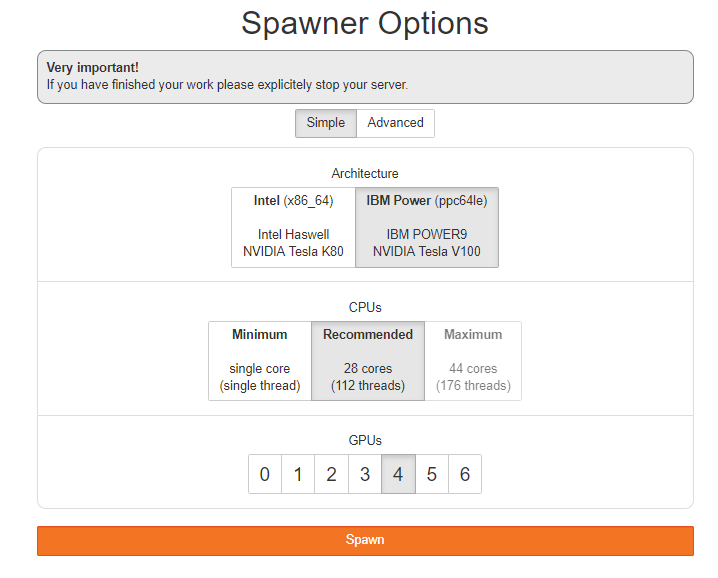 Spawner Options
Very important!
If you have finished your work please explicitely stop your server.
Simple Advanced
Architecture
Intel (x86_64) IBM Power (ppc64le)
Intel Haswell IBM POWER9
NVIDIA Tesla K80 NVIDIA Tesla V100
CPUs
Minimum Recommended Maximum
single core 28 cores 44 cores
(single thread) (112 threads) (176 threads)
GPUs
0 1 2 3 4 5 6
Spawn